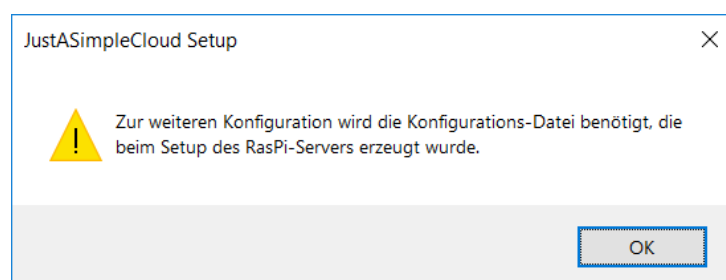 JustASimpleCloud Setup
Zur weiteren Konfiguration wird die Konfigurations-Datei benötigt, die
beim Setup des RasPi-Servers erzeugt wurde.
OK